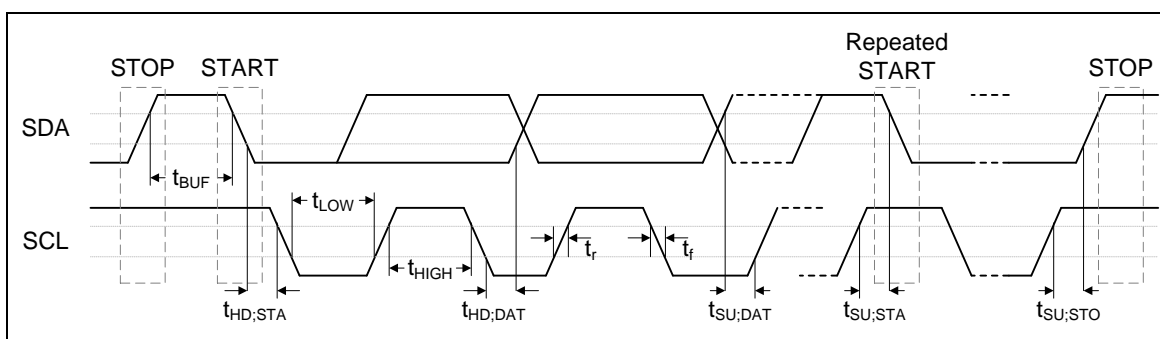 Repeated
STOP START START STOP
SDA
tBUF
tLOW
SCL
tHIGH tr tf
tHD;STA tHD;DAT tSU;DAT tSU;STA tSU;STO